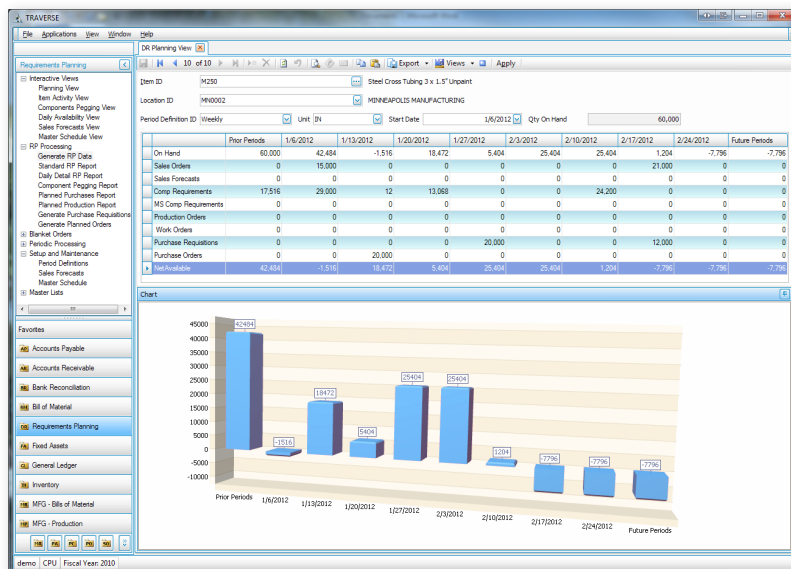 TRAVERSE
File Applications View Window Help
DR Planning View
10 of 10 Export Views Apply
Requirements Planning
Interactive Views
Planning View
Item Activity View
Components Pegging View
Daily Availability View
Sales Forecasts View
Master Schedule View
RP Processing
Generate RP Data
Standard RP Report
Daily Detail RP Report
Component Pegging Report
Planned Purchases Report
Planned Production Report
Generate Purchase Requisitions
Generate Planned Orders
Blanket Orders
Periodic Processing
Setup and Maintenance
Period Definitions
Sales Forecasts
Master Schedule
Master Lists
Favorites
AP Accounts Payable
AR Accounts Receivable
BR Bank Reconciliation
BM Bill of Material
DR Requirements Planning
FA Fixed Assets
GL General Ledger
IN Inventory
MB MFG - Bills of Material
MP MFG - Production
Item ID M250 Steel Cross Tubing 3 x 1.5" Unpaint
Location ID MN0002 MINNEAPOLIS MANUFACTURING
Period Definition ID Weekly Unit IN Start Date 1/6/2012 Qty On Hand 60,000
Prior Periods 1/6/2012 1/13/2012 1/20/2012 1/27/2012 2/3/2012 2/10/2012 2/17/2012 2/24/2012 Future Periods
On Hand 60,000 42,484 -1,516 18,472 5,404 25,404 25,404 1,204 -7,796 -7,796
Sales Orders 0 15,000 0 0 0 0 0 21,000 0 0
Sales Forecasts 0 0 0 0 0 0 0 0 0 0
Comp Requirements 17,516 29,000 12 13,068 0 0 24,200 0 0 0
MS Comp Requirements 0 0 0 0 0 0 0 0 0 0
Production Orders 0 0 0 0 0 0 0 0 0 0
Work Orders 0 0 0 0 0 0 0 0 0 0
Purchase Requisitions 0 0 0 0 20,000 0 0 12,000 0 0
Purchase Orders 0 0 20,000 0 0 0 0 0 0 0
NetAvailable 42,484 -1,516 18,472 5,404 25,404 25,404 1,204 -7,796 -7,796 -7,796
Chart
45000
40000
35000
30000
25000
20000
15000
10000
5000
0
-5000
-10000
42484
-1516
18472
5404
25404
25404
1204
-7796
-7796
-7796
Prior Periods
1/6/2012
1/13/2012
1/20/2012
1/27/2012
2/3/2012
2/10/2012
2/17/2012
2/24/2012
Future Periods
demo CPU Fiscal Year: 2010